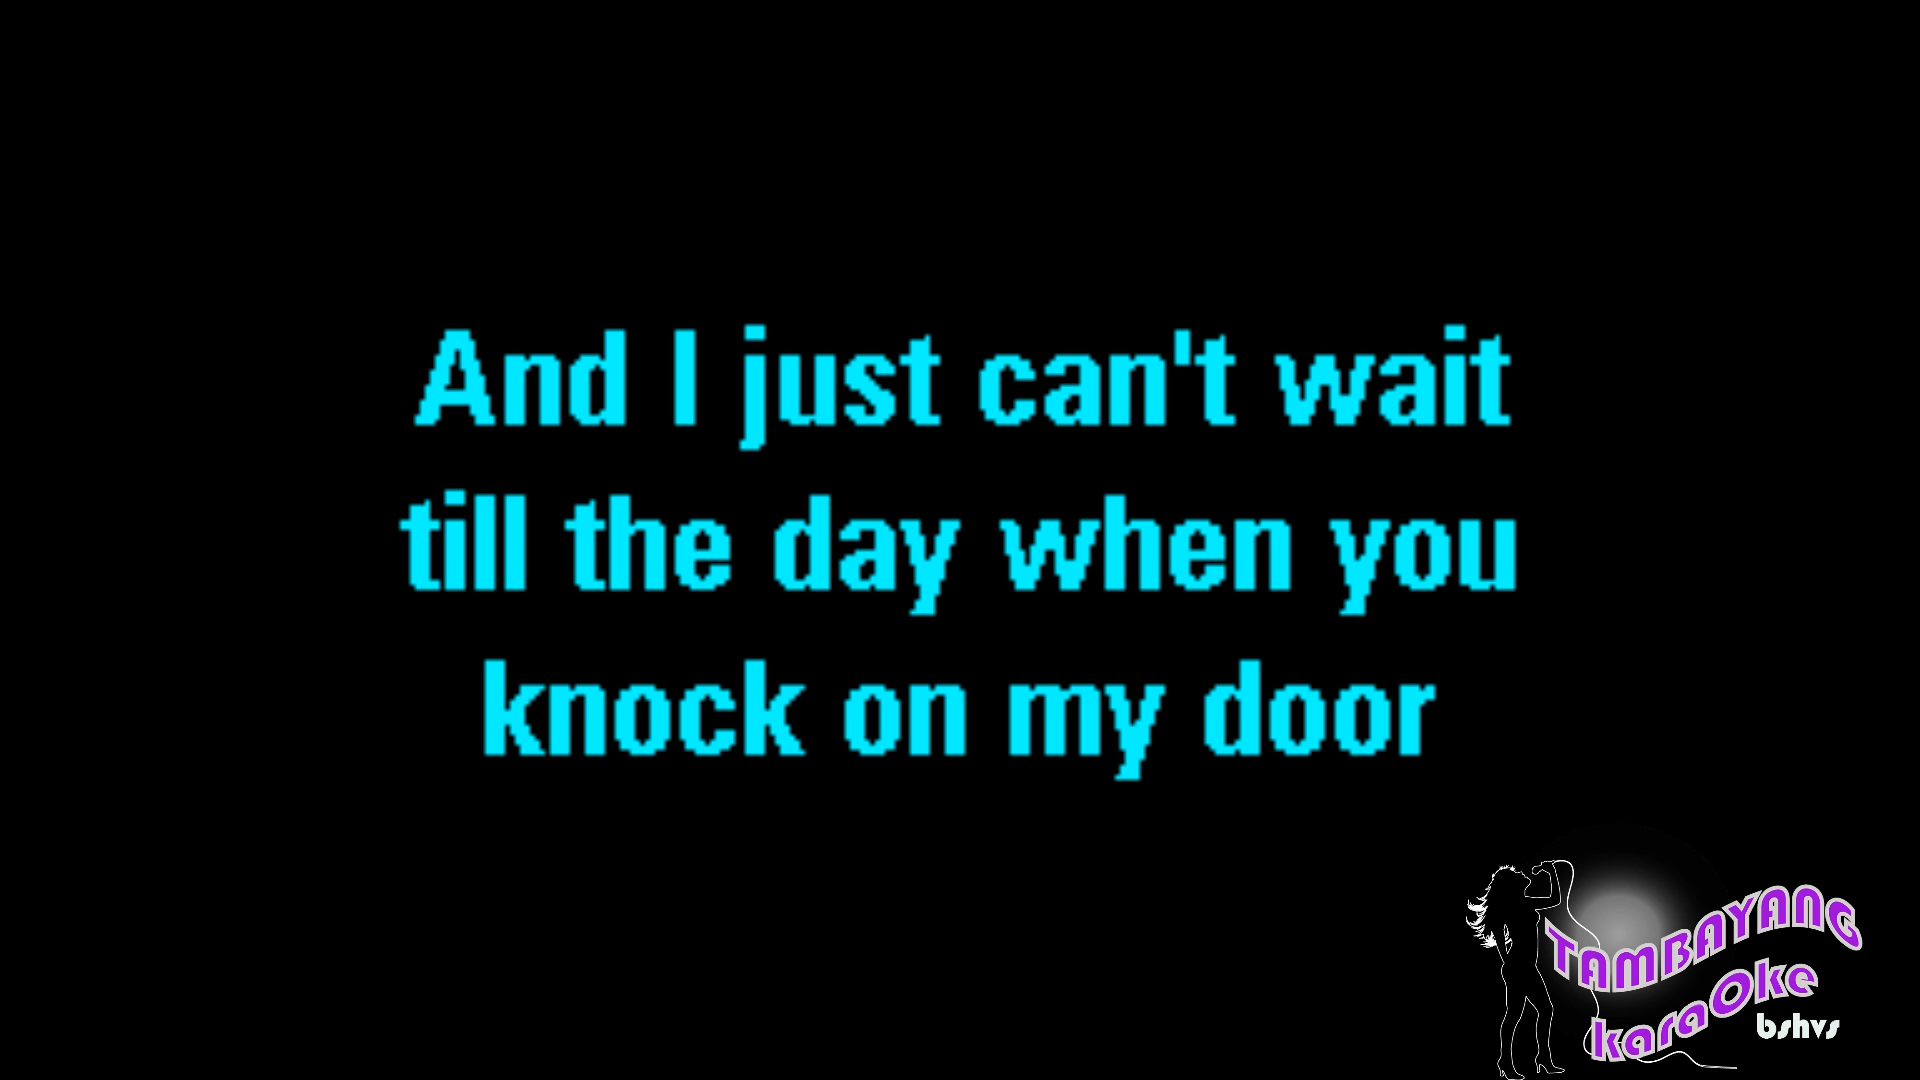 And I just can't wait
till the day when you
knock on my door
TAMBAYANG
karaOke
bshvs